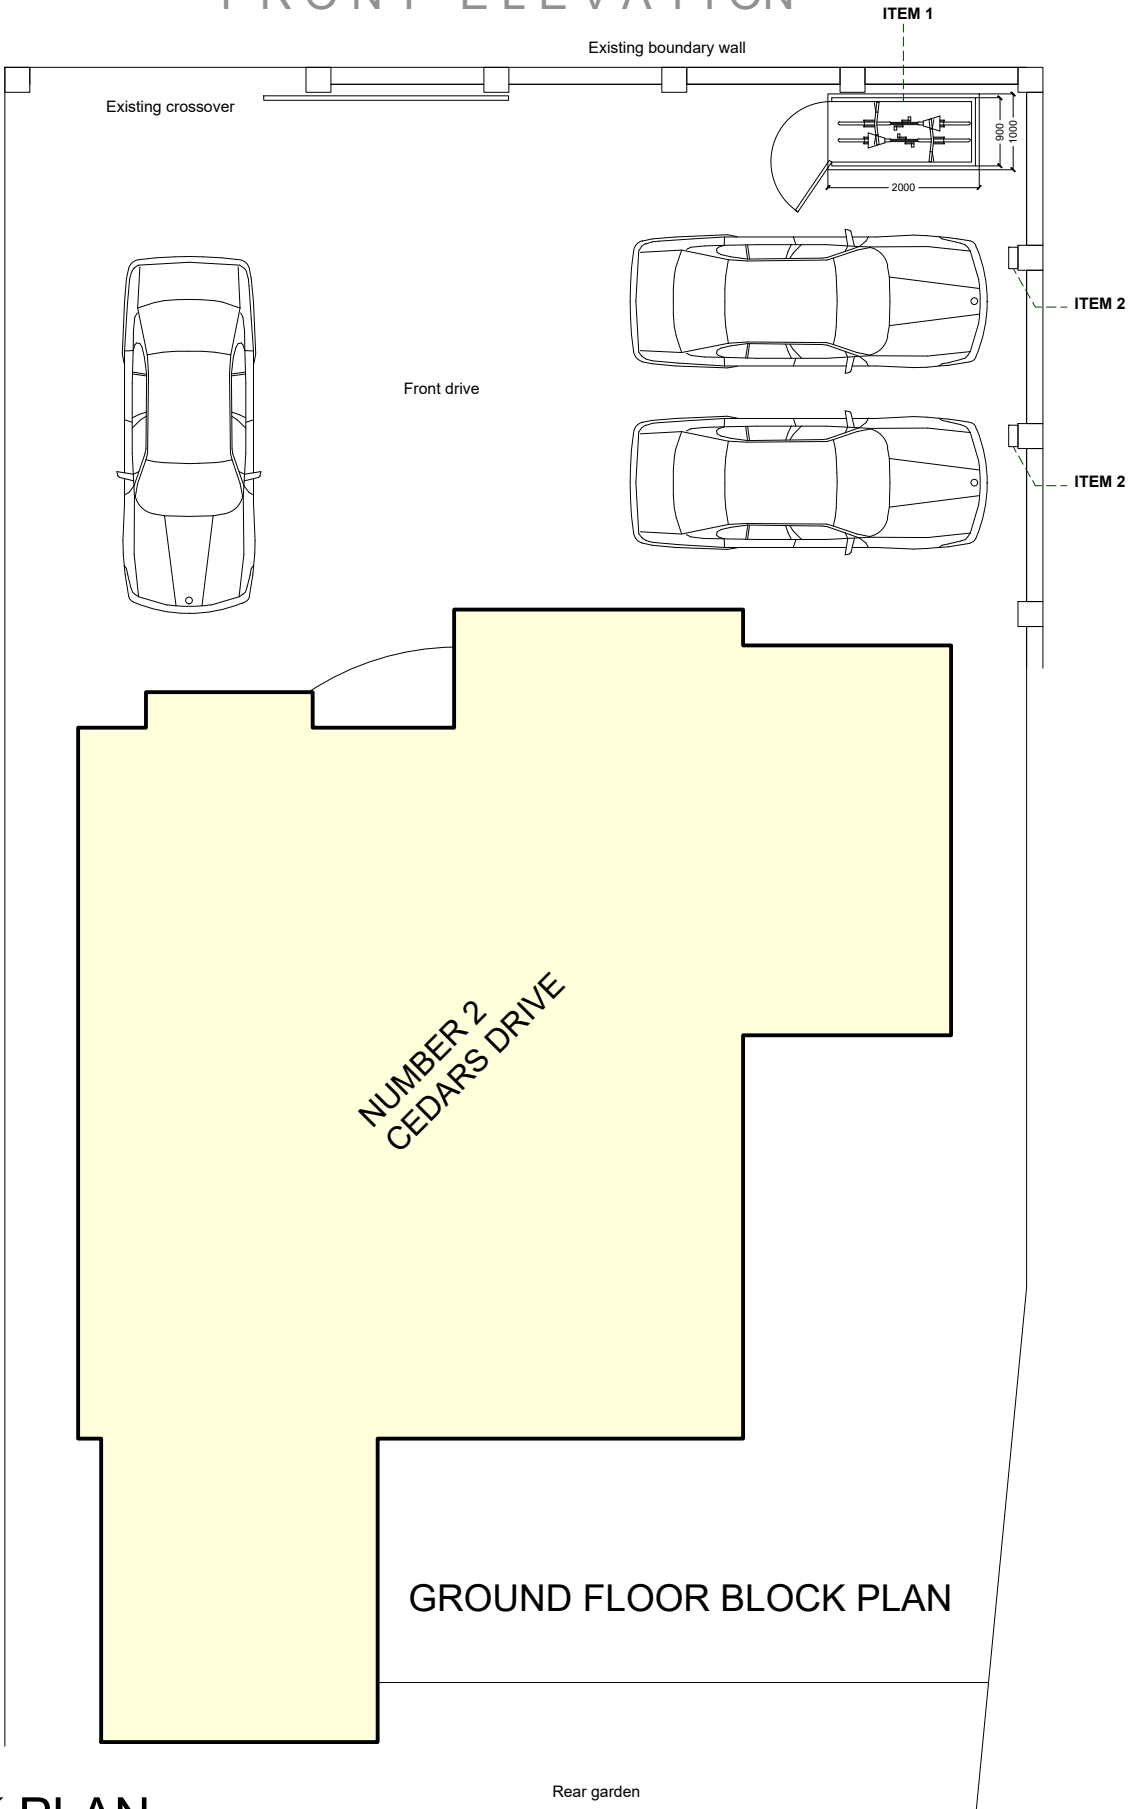 FRONT ELEVATION
ITEM 1
Existing boundary wall
Existing crossover
900
1000
2000
ITEM 2
Front drive
ITEM 2
NUMBER 2
CEDARS DRIVE
GROUND FLOOR BLOCK PLAN
Rear garden
PLAN